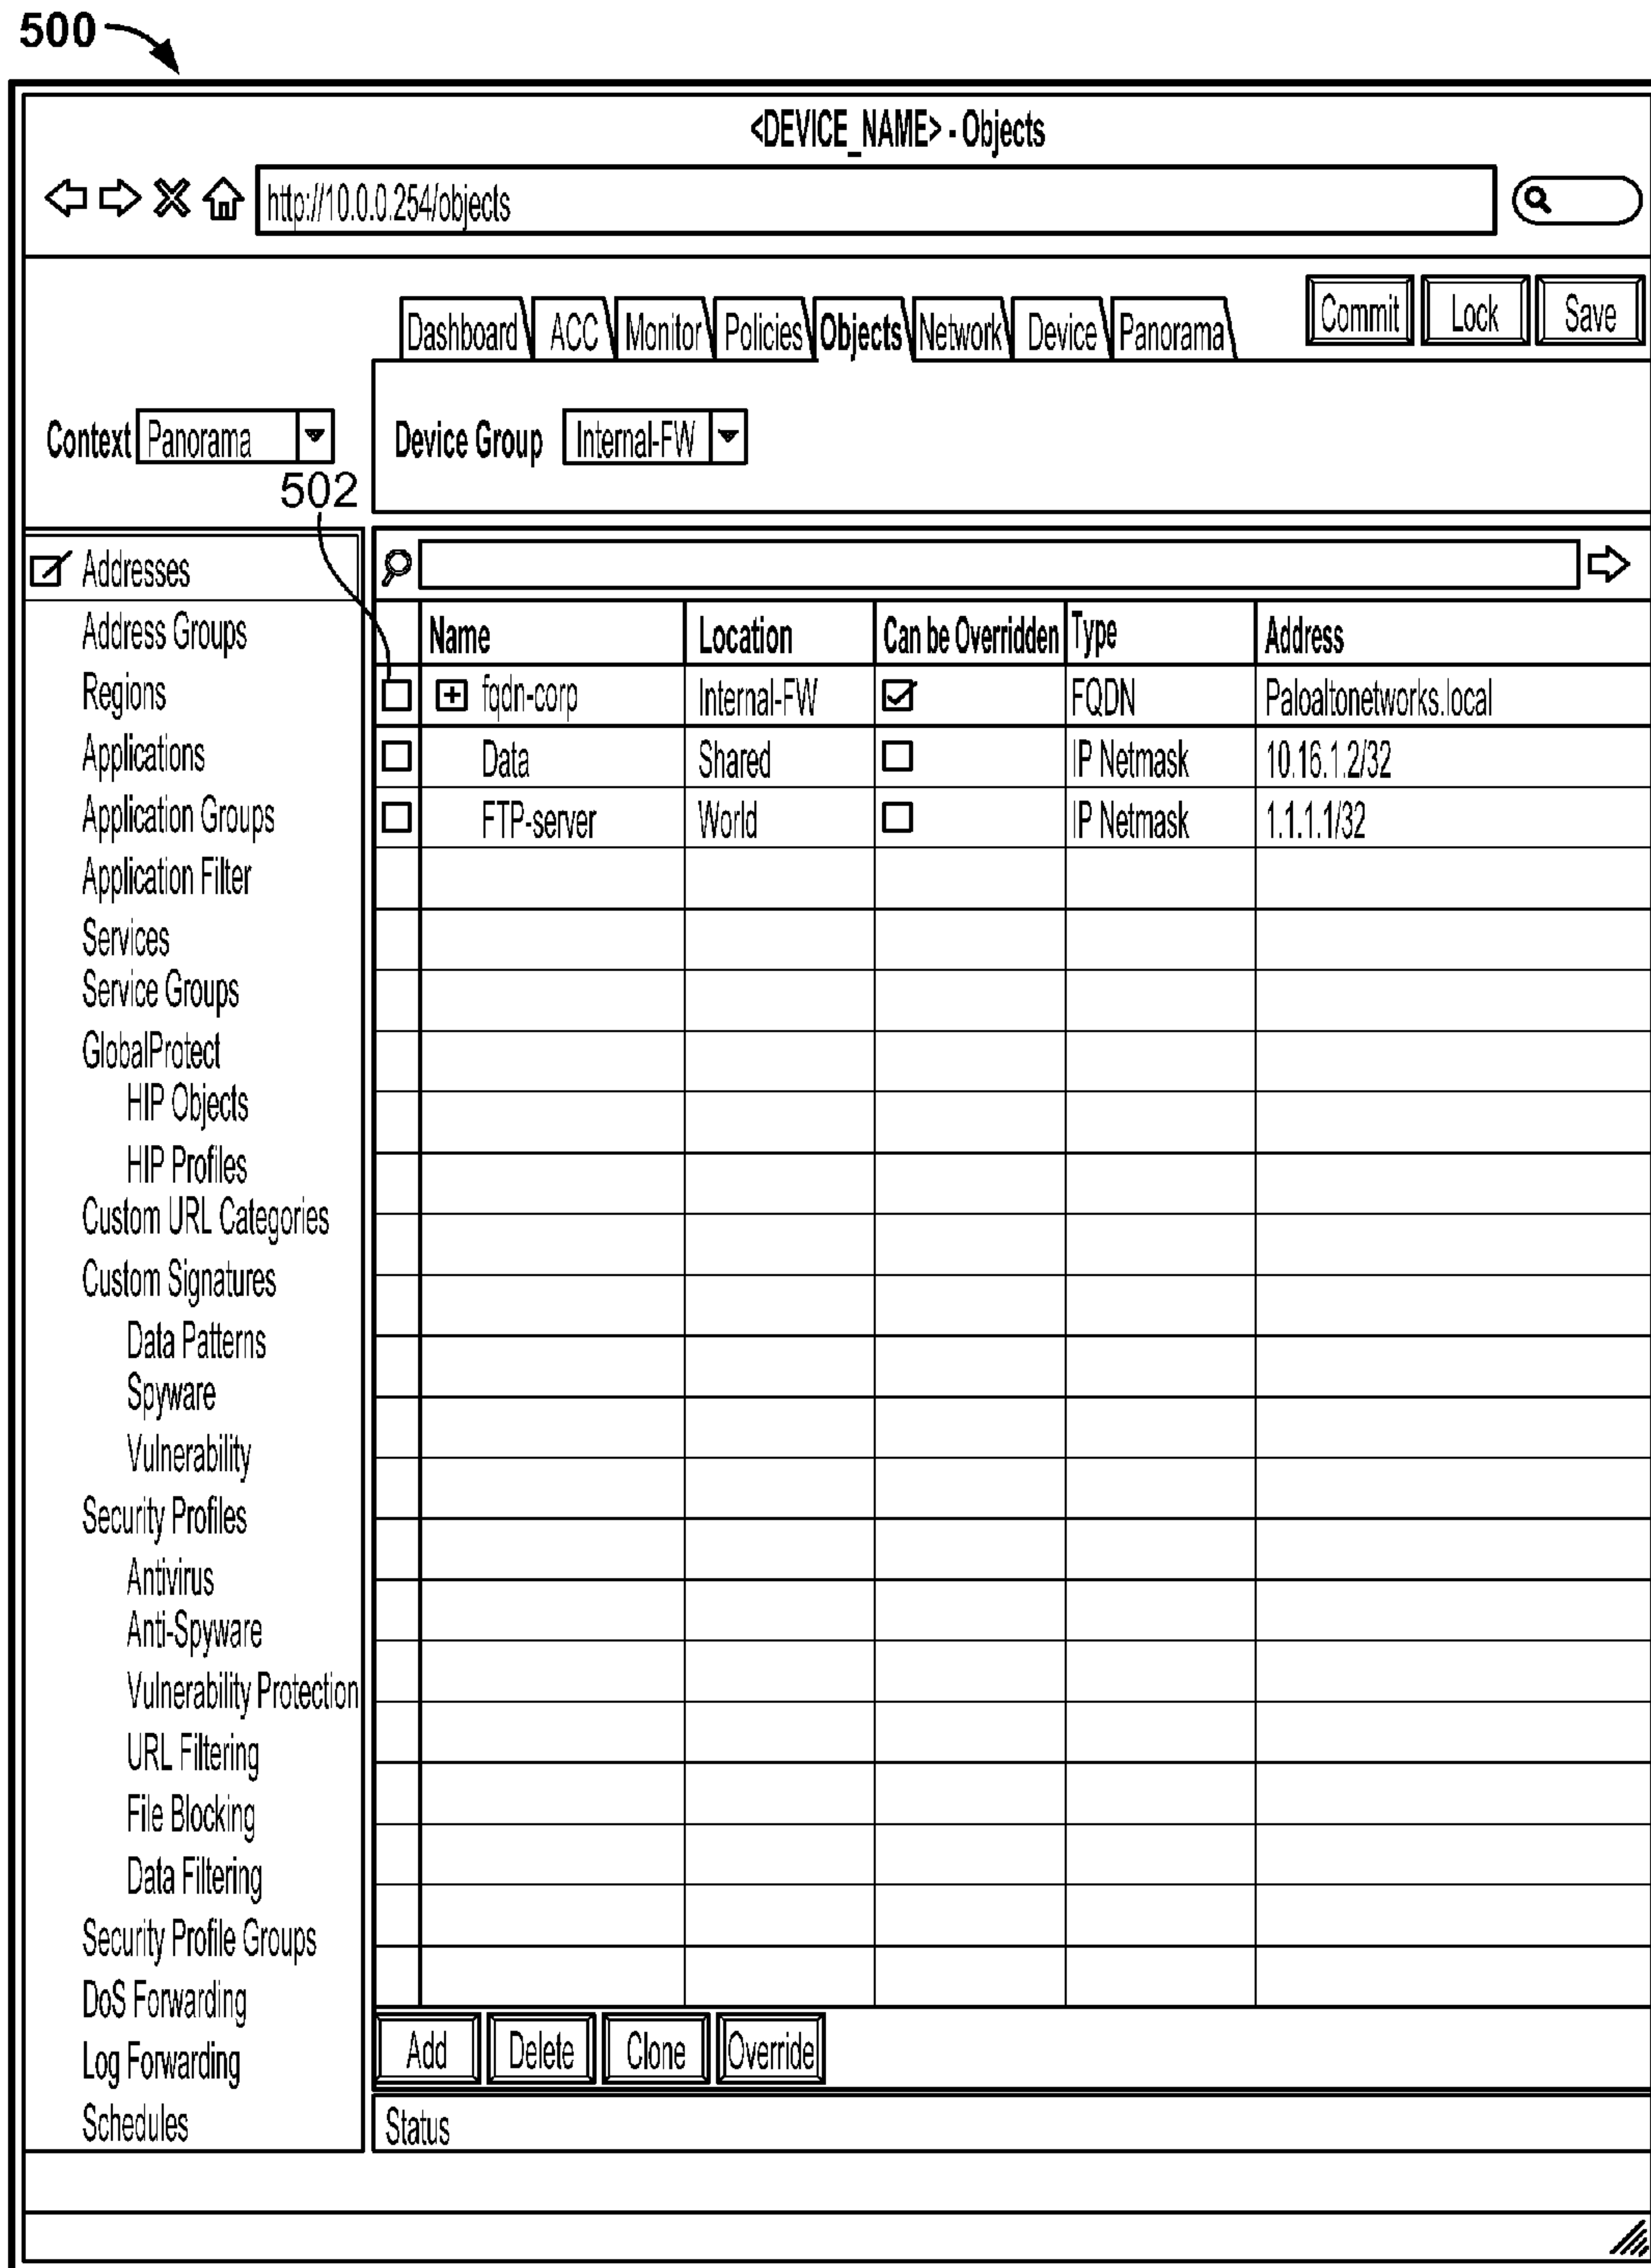 500
<DEVICE_NAME> - Objects
http://10.0.0.254/objects
Dashboard ACC Monitor Policies Objects Network Device Panorama
Commit Lock Save
Context Panorama
Device Group Internal-FW
502
Addresses
Address Groups
Regions
Applications
Application Groups
Application Filter
Services
Service Groups
GlobalProtect
HIP Objects
HIP Profiles
Custom URL Categories
Custom Signatures
Data Patterns
Spyware
Vulnerability
Security Profiles
Antivirus
Anti-Spyware
Vulnerability Protection
URL Filtering
File Blocking
Data Filtering
Security Profile Groups
DoS Forwarding
Log Forwarding
Schedules
Name Location Can be Overridden Type Address
fqdn-corp Internal-FW FQDN Paloaltonetworks.local
Data Shared IP Netmask 10.16.1.2/32
FTP-server World IP Netmask 1.1.1.1/32
Add Delete Clone Override
Status